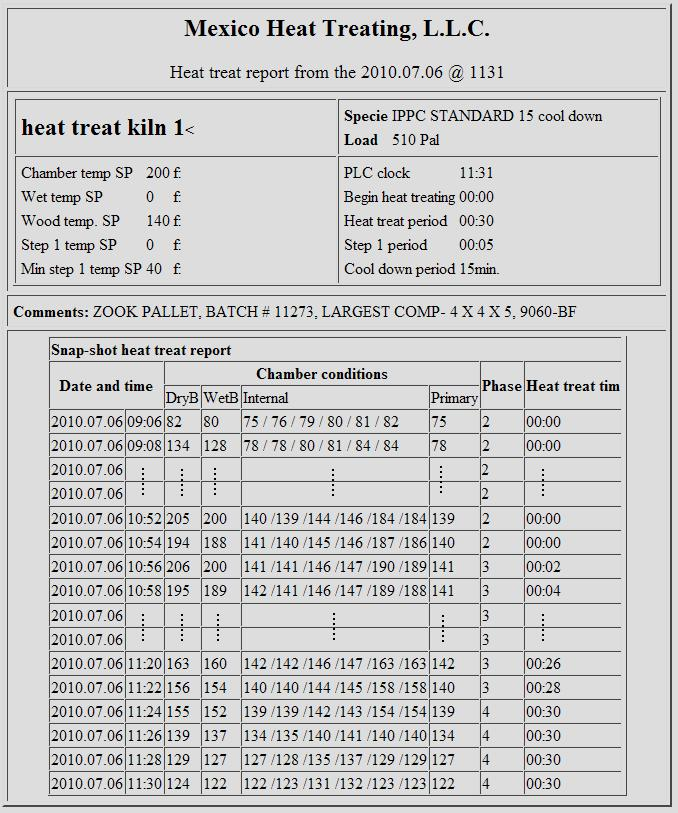 Mexico Heat Treating, L.L.C.
Heat treat report from the 2010.07.06 @ 1131
heat treat kiln 1<
Specie IPPC STANDARD 15 cool down
Load 510 Pal
Chamber temp SP 200 f:
Wet temp SP 0 f:
Wood temp. SP 140 f:
Step 1 temp SP 0 f:
Min step 1 temp SP 40 f:
PLC clock 11:31
Begin heat treating 00:00
Heat treat period 00:30
Step 1 period 00:05
Cool down period 15min.
Comments: ZOOK PALLET, BATCH # 11273, LARGEST COMP- 4 X 4 X 5, 9060-BF
Snap-shot heat treat report
Date and time Chamber conditions Phase Heat treat tim
DryB WetB Internal Primary
2010.07.06 09:06 82 80 75 / 76 / 79 / 80 / 81 / 82 75 2 00:00
2010.07.06 09:08 134 128 78 / 78 / 80 / 81 / 84 / 84 78 2 00:00
2010.07.06 2
2010.07.06 2
2010.07.06 10:52 205 200 140 /139 /144 /146 /184 /184 139 2 00:00
2010.07.06 10:54 194 188 141 /140 /145 /146 /187 /186 140 2 00:00
2010.07.06 10:56 206 200 141 /141 /146 /147 /190 /189 141 3 00:02
2010.07.06 10:58 195 189 142 /141 /146 /147 /189 /188 141 3 00:04
2010.07.06 3
2010.07.06 3
2010.07.06 11:20 163 160 142 /142 /146 /147 /163 /163 142 3 00:26
2010.07.06 11:22 156 154 140 /140 /144 /145 /158 /158 140 3 00:28
2010.07.06 11:24 155 152 139 /139 /142 /143 /154 /154 139 4 00:30
2010.07.06 11:26 139 137 134 /135 /140 /141 /140 /140 134 4 00:30
2010.07.06 11:28 129 127 127 /128 /135 /137 /129 /129 127 4 00:30
2010.07.06 11:30 124 122 122 /123 /131 /132 /123 /123 122 4 00:30